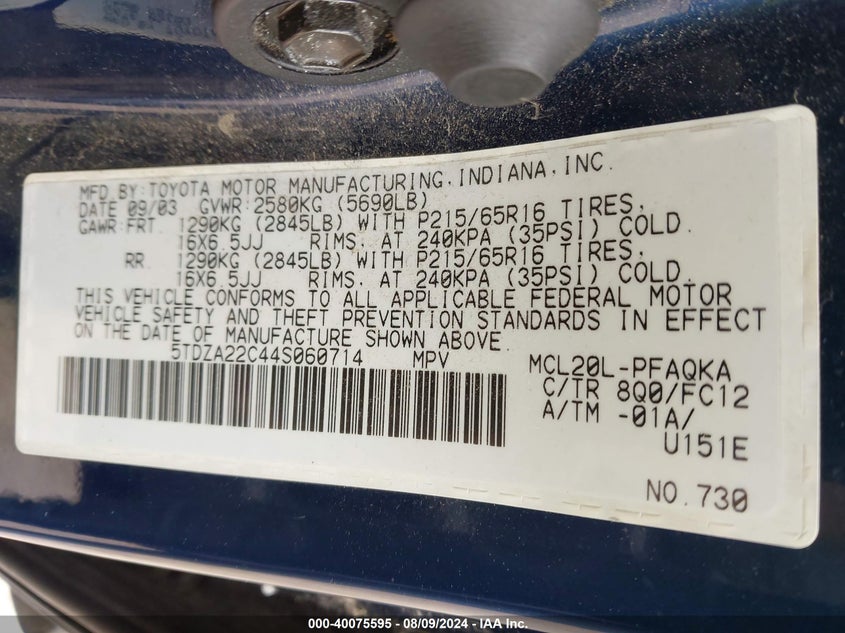 MFD. BY: TOYOTA MOTOR MANUFACTURING, INDIANA, INC.
DATE 09/03 GVWR: 2580KG (5690LB)
GAWR: FRT. 1290KG (2845LB) WITH P215/65R16 TIRES,
16X6.5JJ RIMS, AT 240KPA (35PSI) COLD.
RR. 1290KG (2845LB) WITH P215/65R16 TIRES,
16X6.5JJ RIMS, AT 240KPA (35PSI) COLD.
THIS VEHICLE CONFORMS TO ALL APPLICABLE FEDERAL MOTOR
VEHICLE SAFETY AND THEFT PREVENTION STANDARDS IN EFFECT
ON THE DATE OF MANUFACTURE SHOWN ABOVE.
5TDZA22C44S060714 MPV
MCL20L-PFAQKA
C/TR 8Q0/FC12
A/TM -01A/
U151E
NO. 730
000-40075595 - 08/09/2024 - IAA Inc.